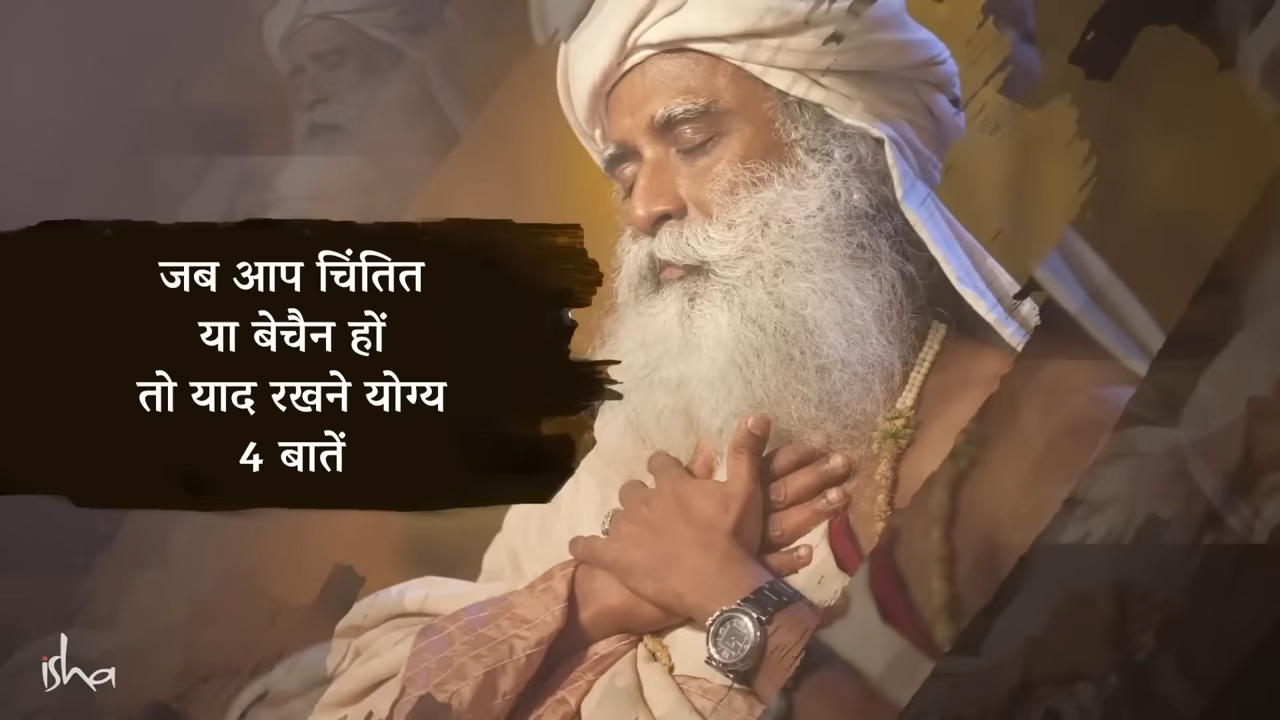 जब आप चिंतित
या बेचैन हों
तो याद रखने योग्य
4 बातें
isha